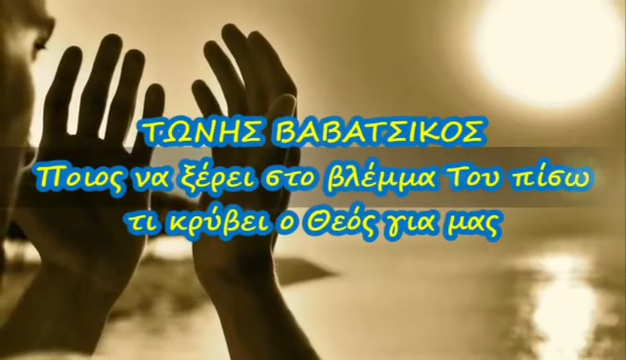 ΤΩΝΗΣ ΒΑΒΑΤΣΙΚΟΣ
Ποιος να ξέρει στο βλέμμα Του πίσω
τι κρύβει ο Θεός για μας